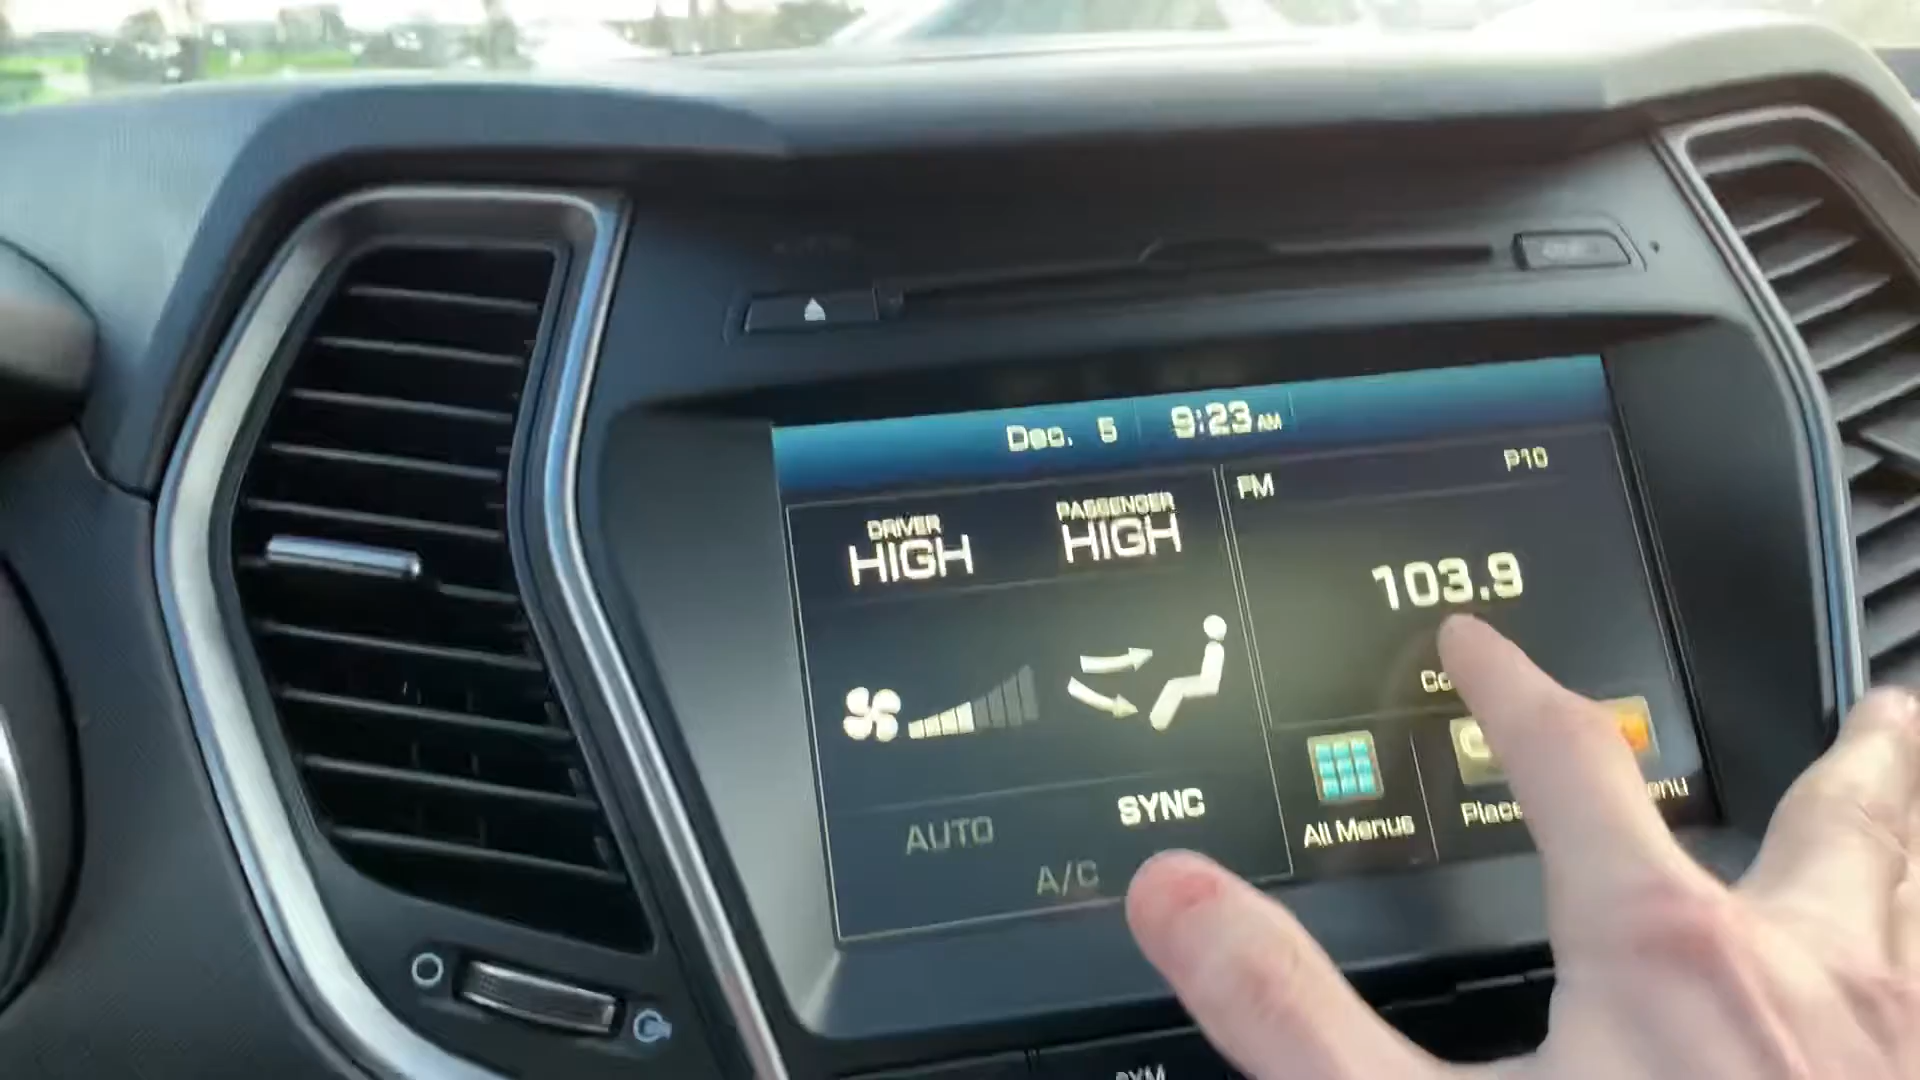 Dec. 5 9:23 AM
DRIVER
HIGH
PASSENGER
HIGH
FM
P10
103.9
SYNC
AUTO
A/C
All Menus